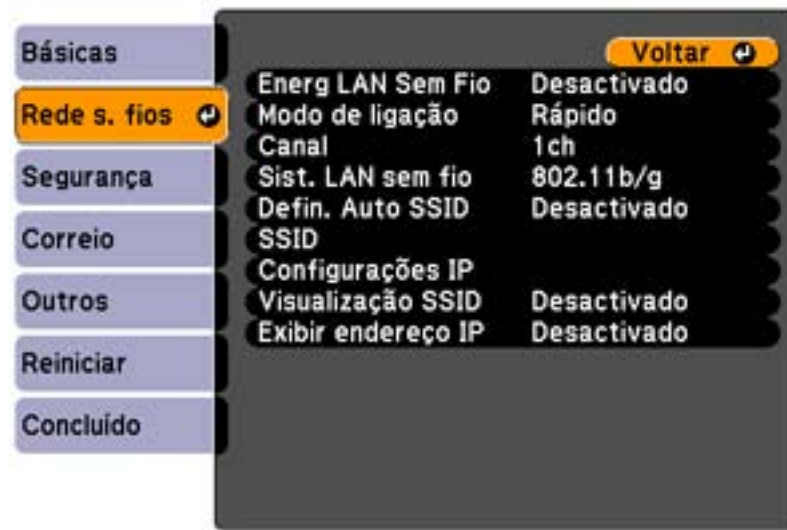 Básicas
Rede s. fios
Segurança
Correio
Outros
Reiniciar
Concluído
Voltar
Energ LAN Sem Fio Desactivado
Modo de ligação Rápido
Canal 1ch
Sist. LAN sem fio 802.11b/g
Defin. Auto SSID Desactivado
SSID
Configurações IP
Visualização SSID Desactivado
Exibir endereço IP Desactivado